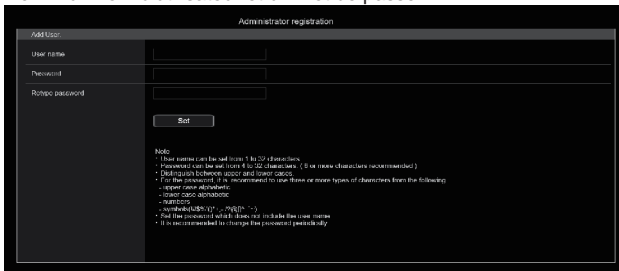 Administrator registration
Add User.
User name
Password
Retype password
Set
Note
・User name can be set from 1 to 32 characters.
・Password can be set from 4 to 32 characters. ( 8 or more characters recommended )
・Distinguish between upper and lower cases.
・For the password, it is recommend to use three or more types of characters from the following
- upper case alphabetic
- lower case alphabetic
- numbers
・Set the password which does not include the user name
・It is recommended to change the password periodically